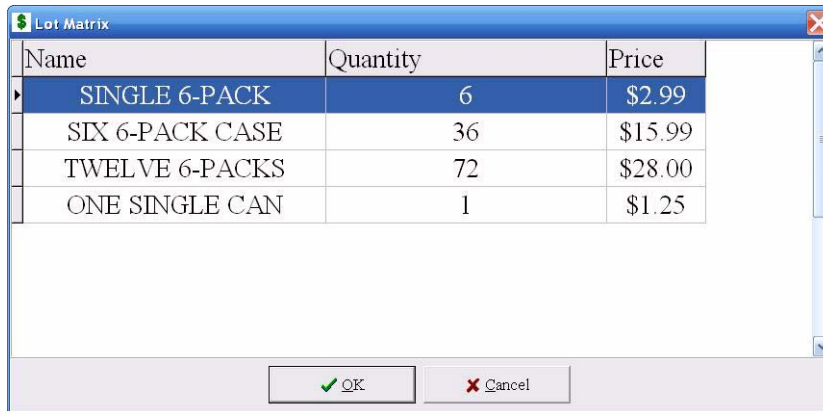 Lot Matrix
Name Quantity Price
SINGLE 6-PACK 6 $2.99
SIX 6-PACK CASE 36 $15.99
TWELVE 6-PACKS 72 $28.00
ONE SINGLE CAN 1 $1.25
OK Cancel